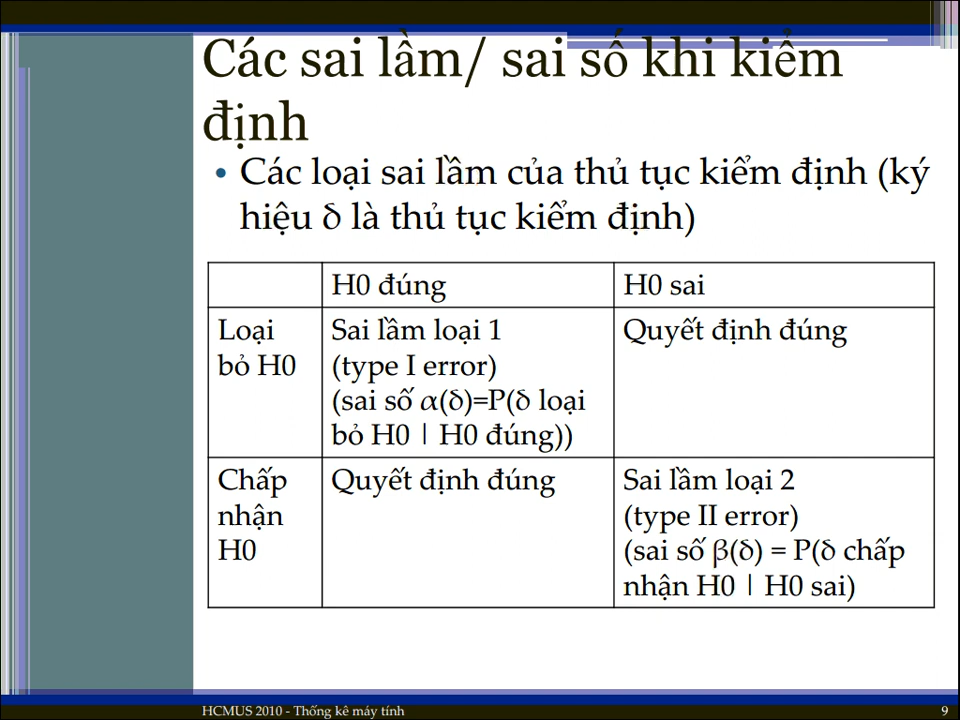 Các sai lầm/ sai số khi kiểm
định
• Các loại sai lầm của thủ tục kiểm định (ký
hiệu δ là thủ tục kiểm định)
H0 đúng
H0 sai
Loại
bỏ H0
Sai lầm loại 1
(type I error)
(sai số α(δ)=P(δ loại
bỏ H0 | H0 đúng))
Quyết định đúng
Chấp
nhận
H0
Quyết định đúng
Sai lầm loại 2
(type II error)
(sai số β(δ) = P(δ chấp
nhận H0 | H0 sai)
HCMUS 2010 - Thống kê máy tính
9